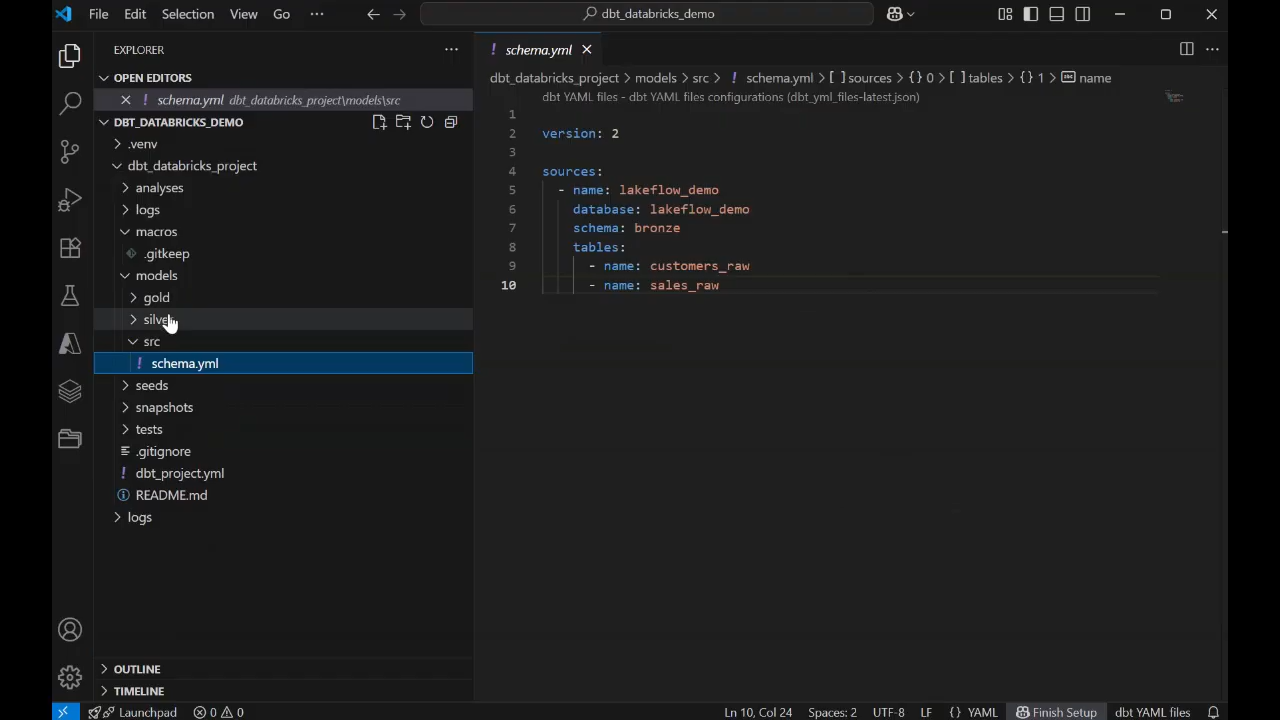 File Edit Selection View Go ··· dbt_databricks_demo
EXPLORER ···
OPEN EDITORS
schema.yml dbt_databricks_project\models\src
DBT_DATABRICKS_DEMO
.venv
dbt_databricks_project
analyses
logs
macros
.gitkeep
models
gold
silver
src
! schema.yml
seeds
snapshots
tests
.gitignore
! dbt_project.yml
README.md
logs
OUTLINE
TIMELINE
! schema.yml ···
dbt_databricks_project > models > src > ! schema.yml > [ ] sources > { } 0 > [ ] tables > { } 1 > abc name
dbt YAML files - dbt YAML files configurations (dbt_yml_files-latest.json)
1
2 version: 2
3
4 sources:
5 - name: lakeflow_demo
6 database: lakeflow_demo
7 schema: bronze
8 tables:
9 - name: customers_raw
10 - name: sales_raw
Launchpad 0 0 Ln 10, Col 24 Spaces: 2 UTF-8 LF { } YAML Finish Setup dbt YAML files